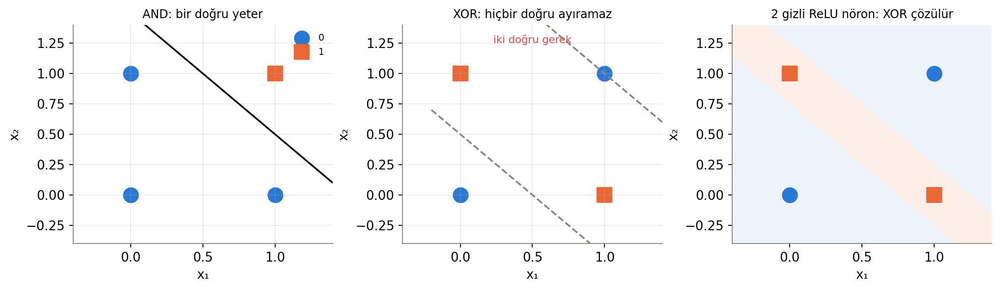 AND: bir doğru yeter
0
1
1.25
1.00
0.75
0.50
0.25
0.00
−0.25
x₂
0.0 0.5 1.0
x₁
XOR: hiçbir doğru ayıramaz
iki doğru gerek
1.25
1.00
0.75
0.50
0.25
0.00
−0.25
x₂
0.0 0.5 1.0
x₁
2 gizli ReLU nöron: XOR çözülür
1.25
1.00
0.75
0.50
0.25
0.00
−0.25
x₂
0.0 0.5 1.0
x₁